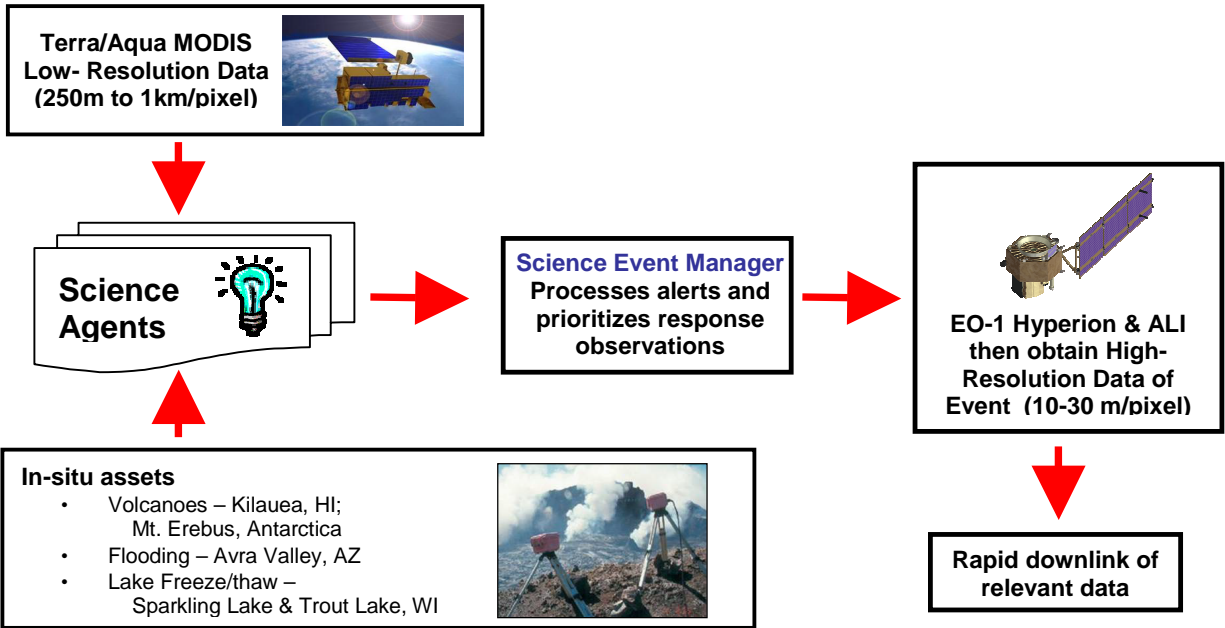 Terra/Aqua MODIS
Low- Resolution Data
(250m to 1km/pixel)
Science
Agents
Science Event Manager
Processes alerts and
prioritizes response
observations
EO-1 Hyperion & ALI
then obtain High-
Resolution Data of
Event (10-30 m/pixel)
In-situ assets
• Volcanoes – Kilauea, HI;
Mt. Erebus, Antarctica
• Flooding – Avra Valley, AZ
• Lake Freeze/thaw –
Sparkling Lake & Trout Lake, WI
Rapid downlink of
relevant data